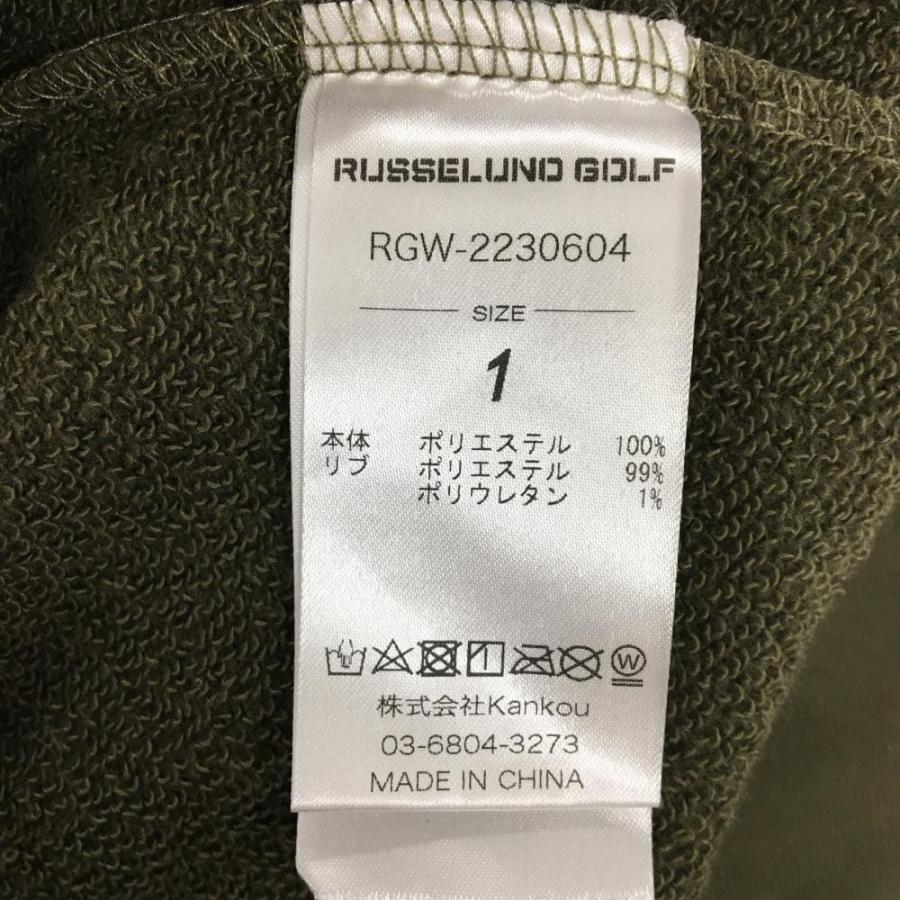 RUSSELUNO GOLF
RGW-2230604
SIZE
1
本体 ポリエステル 100%
リブ ポリエステル 99%
ポリウレタン 1%
W
株式会社Kankou
03-6804-3273
MADE IN CHINA